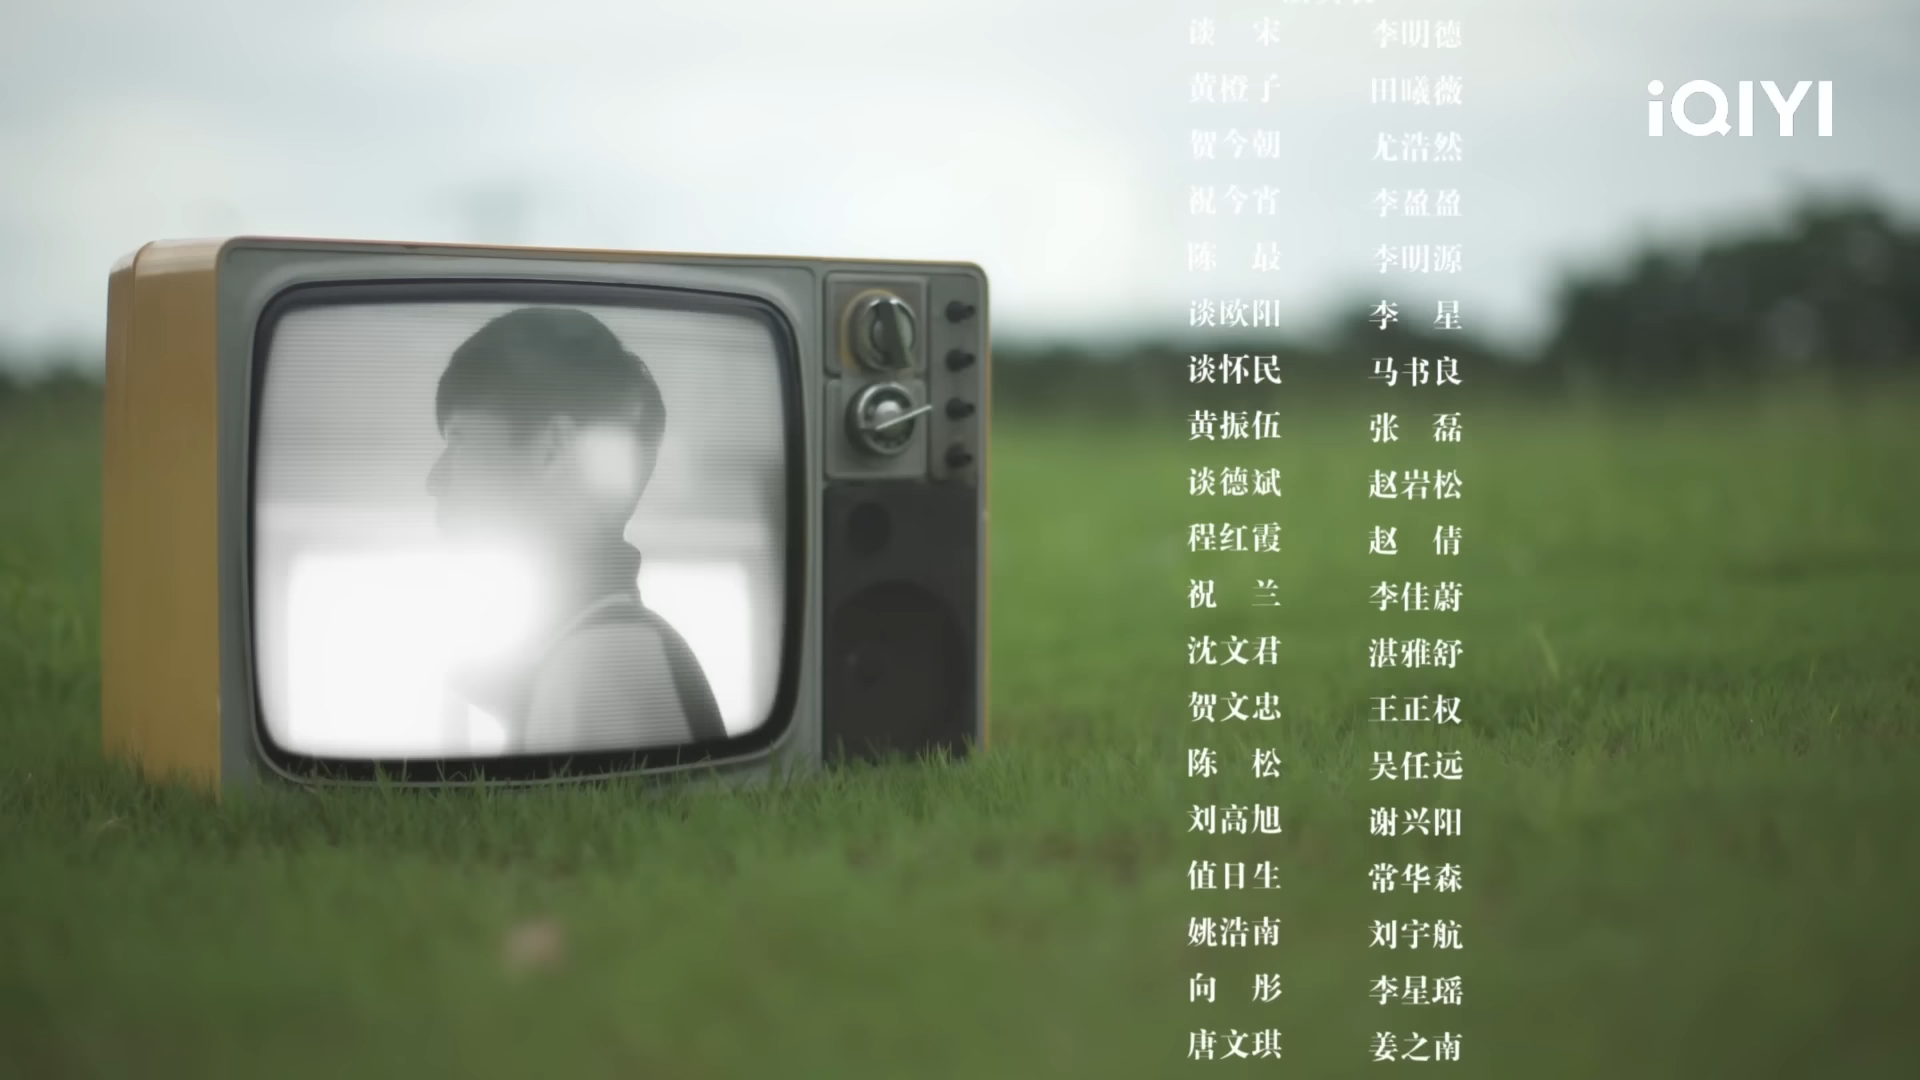 谈 宋 李明德
iQIYI
黄橙子 田曦薇
贺今朝 尤浩然
祝今宵 李盈盈
陈 最 李明源
谈欧阳 李 星
谈怀民 马书良
黄振伍 张 磊
谈德斌 赵岩松
程红霞 赵 倩
祝 兰 李佳蔚
沈文君 湛雅舒
贺文忠 王正权
陈 松 吴任远
刘高旭 谢兴阳
值日生 常华森
姚浩南 刘宇航
向 彤 李星瑶
唐文琪 姜之南